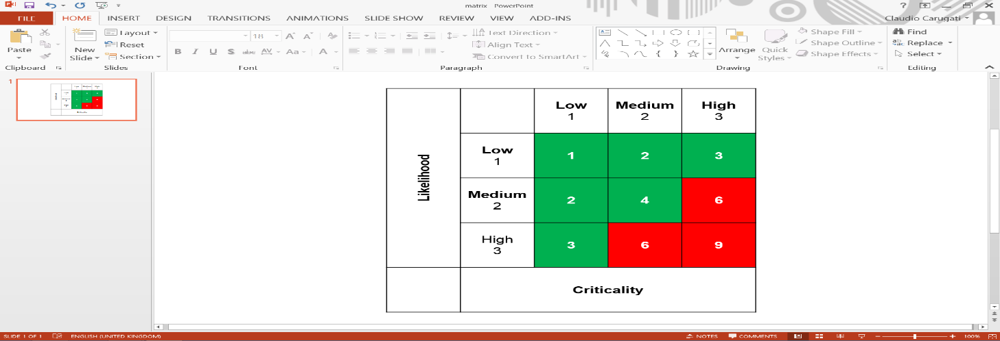 matrix - PowerPoint
FILE HOME INSERT DESIGN TRANSITIONS ANIMATIONS SLIDE SHOW REVIEW VIEW ADD-INS Claudio Carugati
Paste
Clipboard
New
Slide
Layout
Reset
Section
Slides
18
B I U S abc AV Aa A
Font
Text Direction
Align Text
Convert to SmartArt
Paragraph
Arrange
Quick
Styles
Shape Fill
Shape Outline
Shape Effects
Drawing
Find
Replace
Select
Editing
1
Low Medium High
1 2 3
Likelihood
Low
1
1 2 3
Medium
2
2 4 6
High
3
3 6 9
Criticality
SLIDE 1 OF 1 ENGLISH (UNITED KINGDOM) NOTES COMMENTS 100%